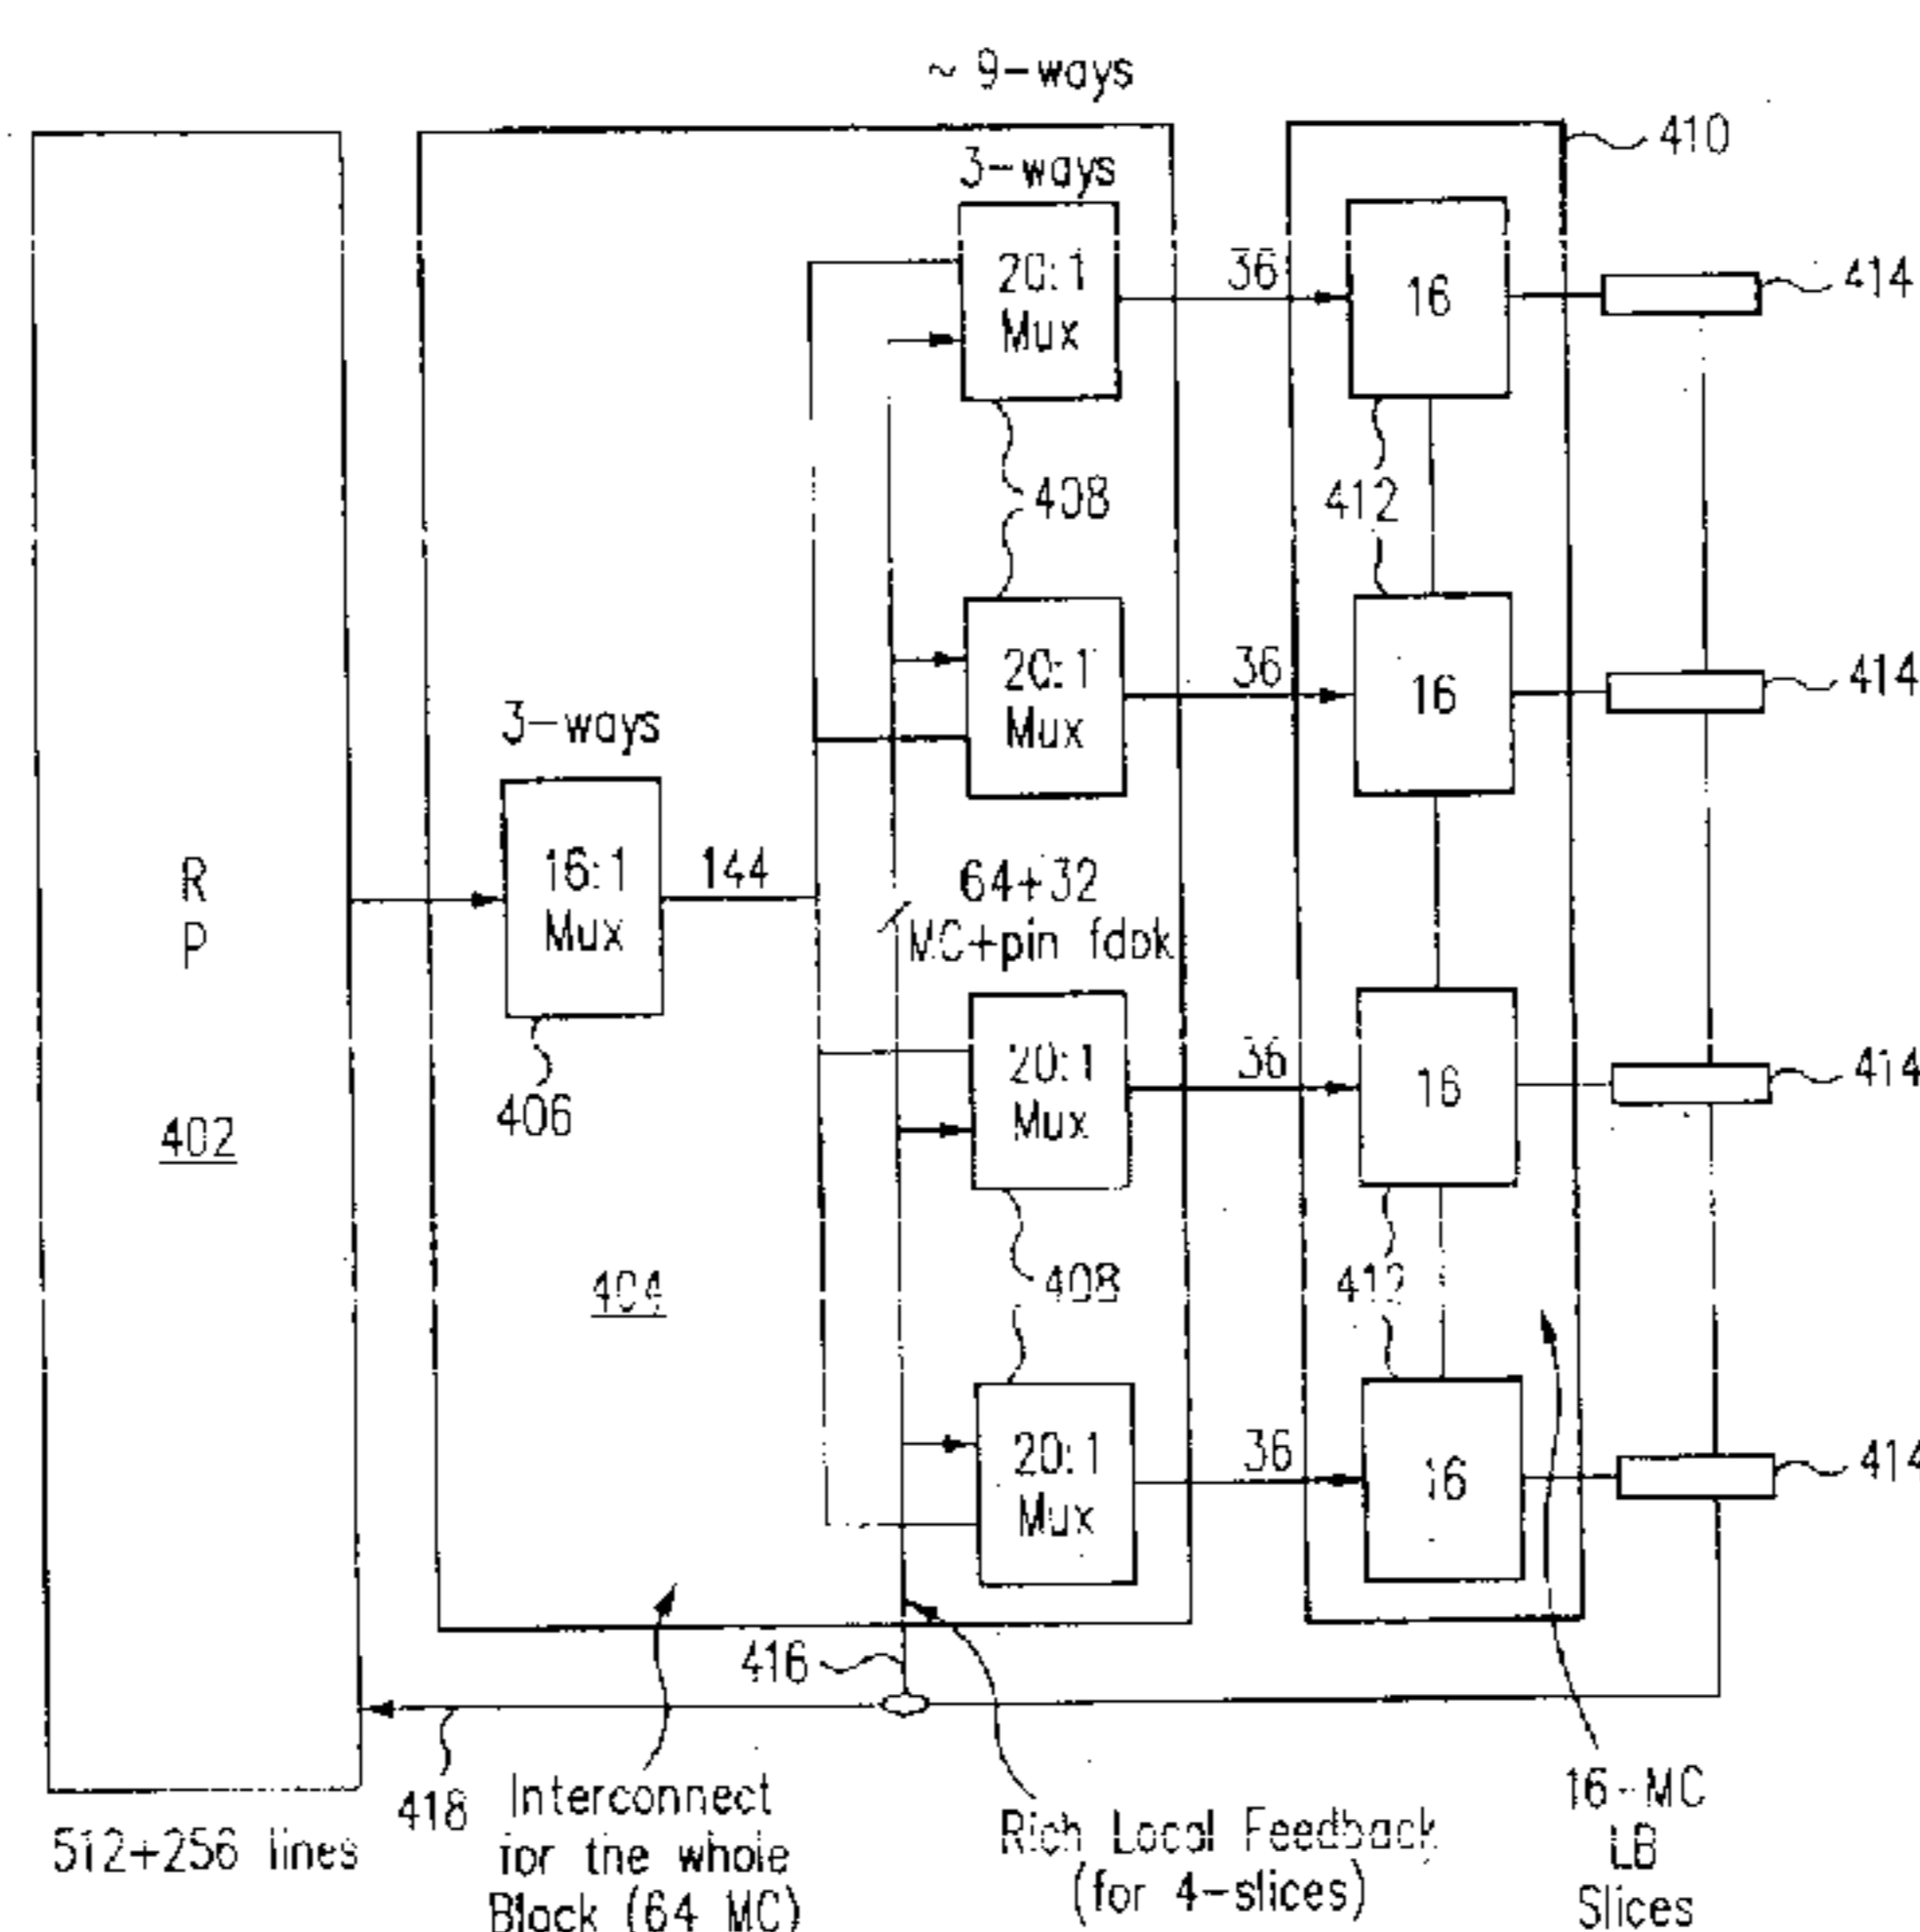 ~ 9-ways
410
3-ways
20:1
Mux
36
16
414
408
412
20:1
Mux
36
16
414
3-ways
16:1
Mux
144
64+32
MC+pin fdbk
R
P
406
20:1
Mux
36
16
414
402
404
408
412
20:1
Mux
36
16
414
416
418
512+256 lines
Interconnect
for the whole
Block (64 MC)
Rich Local Feedback
(for 4-slices)
16-MC
LB
Slices